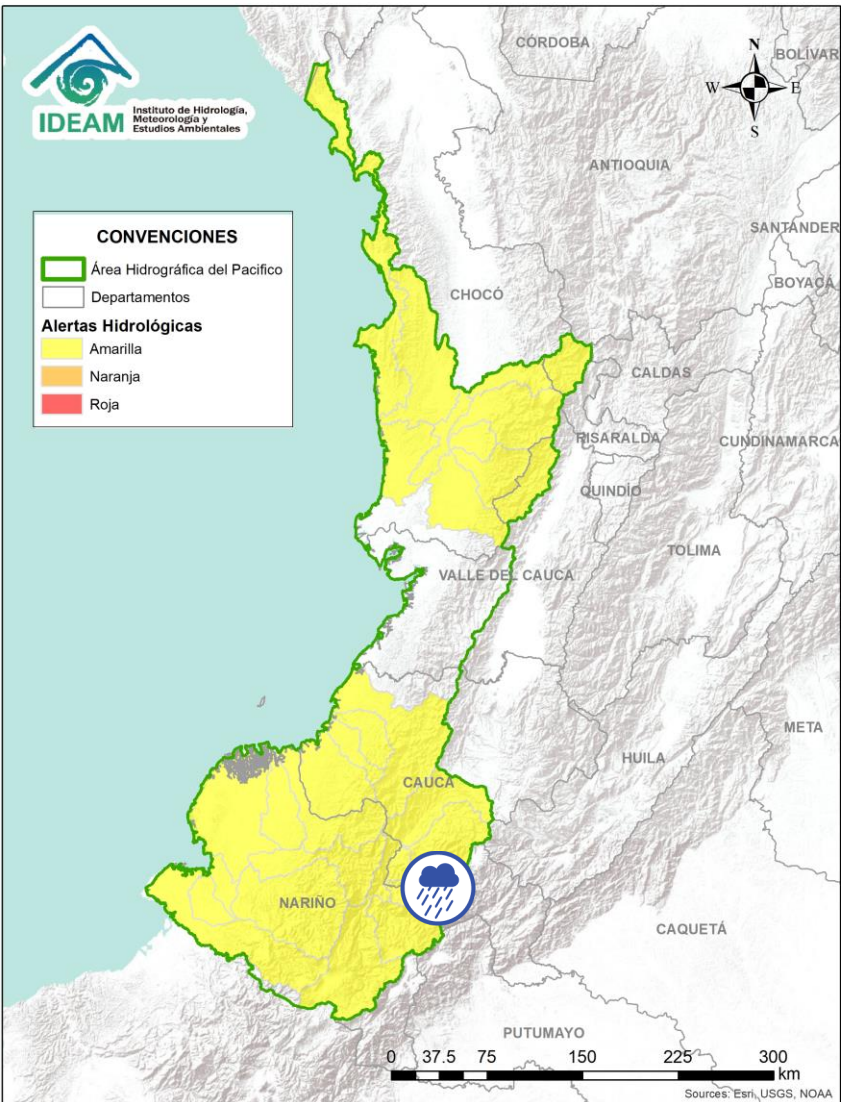 IDEAM
Instituto de Hidrología,
Meteorología y
Estudios Ambientales
N
W
E
S
CÓRDOBA
BOLÍVAR
ANTIOQUIA
SANTANDER
BOYACÁ
CHOCÓ
CALDAS
RISARALDA
CUNDINAMARCA
QUINDÍO
TOLIMA
VALLE DEL CAUCA
META
HUILA
CAUCA
NARIÑO
CAQUETÁ
PUTUMAYO
CONVENCIONES
Área Hidrográfica del Pacifico
Departamentos
Alertas Hidrológicas
Amarilla
Naranja
Roja
0 37.5 75 150 225 300
km
Sources: Esri, USGS, NOAA